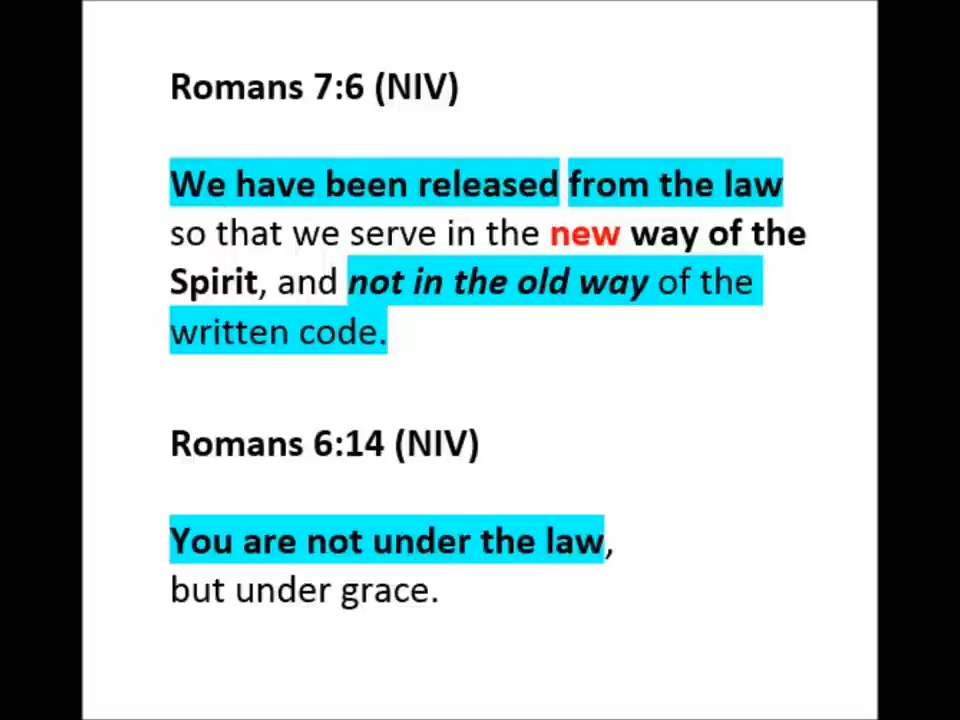 Romans 7:6 (NIV)
We have been released from the law
so that we serve in the new way of the
Spirit, and not in the old way of the
written code.
Romans 6:14 (NIV)
You are not under the law,
but under grace.